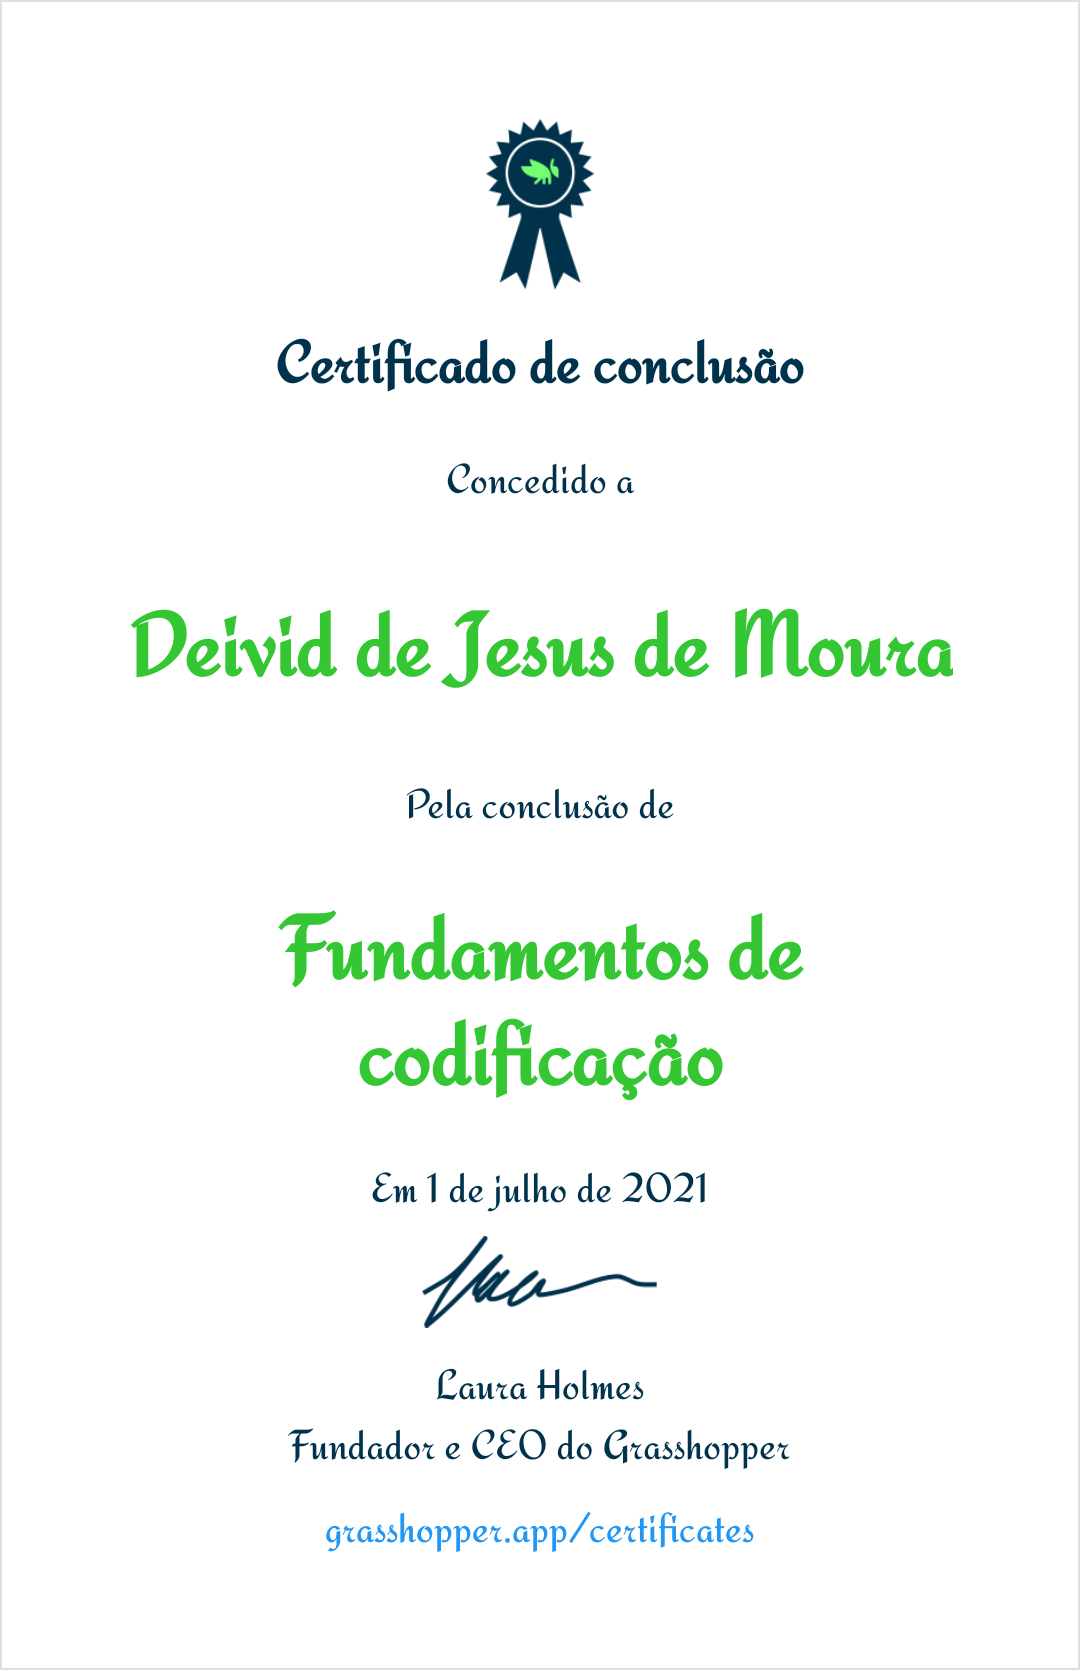 Certificado de conclusão
Concedido a
Deivid de Jesus de Moura
Pela conclusão de
Fundamentos de
codificação
Em 1 de julho de 2021
Laura Holmes
Fundador e CEO do Grasshopper
grasshopper.app/certificates